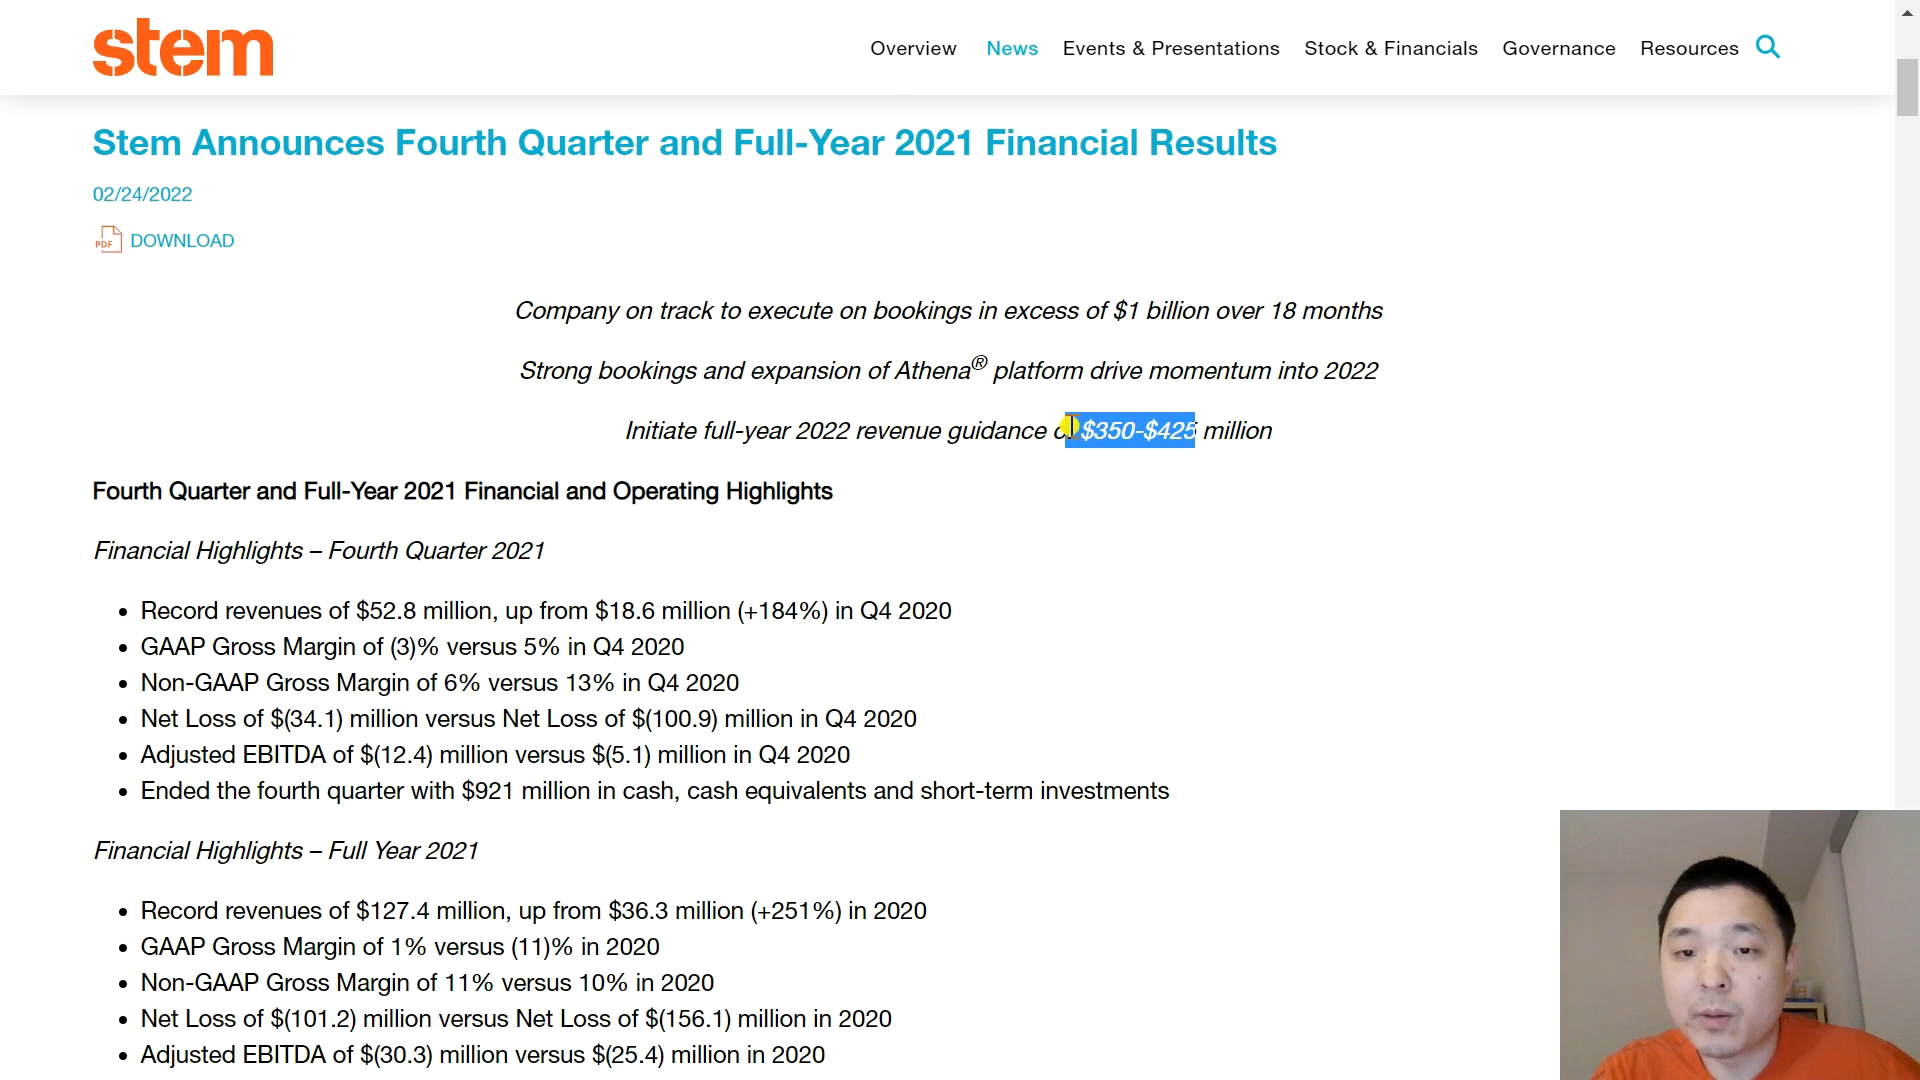 stem
Overview News Events & Presentations Stock & Financials Governance Resources
Stem Announces Fourth Quarter and Full-Year 2021 Financial Results
02/24/2022
PDF DOWNLOAD
Company on track to execute on bookings in excess of $1 billion over 18 months
Strong bookings and expansion of Athena® platform drive momentum into 2022
Initiate full-year 2022 revenue guidance of $350-$425 million
Fourth Quarter and Full-Year 2021 Financial and Operating Highlights
Financial Highlights – Fourth Quarter 2021
• Record revenues of $52.8 million, up from $18.6 million (+184%) in Q4 2020
• GAAP Gross Margin of (3)% versus 5% in Q4 2020
• Non-GAAP Gross Margin of 6% versus 13% in Q4 2020
• Net Loss of $(34.1) million versus Net Loss of $(100.9) million in Q4 2020
• Adjusted EBITDA of $(12.4) million versus $(5.1) million in Q4 2020
• Ended the fourth quarter with $921 million in cash, cash equivalents and short-term investments
Financial Highlights – Full Year 2021
• Record revenues of $127.4 million, up from $36.3 million (+251%) in 2020
• GAAP Gross Margin of 1% versus (11)% in 2020
• Non-GAAP Gross Margin of 11% versus 10% in 2020
• Net Loss of $(101.2) million versus Net Loss of $(156.1) million in 2020
• Adjusted EBITDA of $(30.3) million versus $(25.4) million in 2020